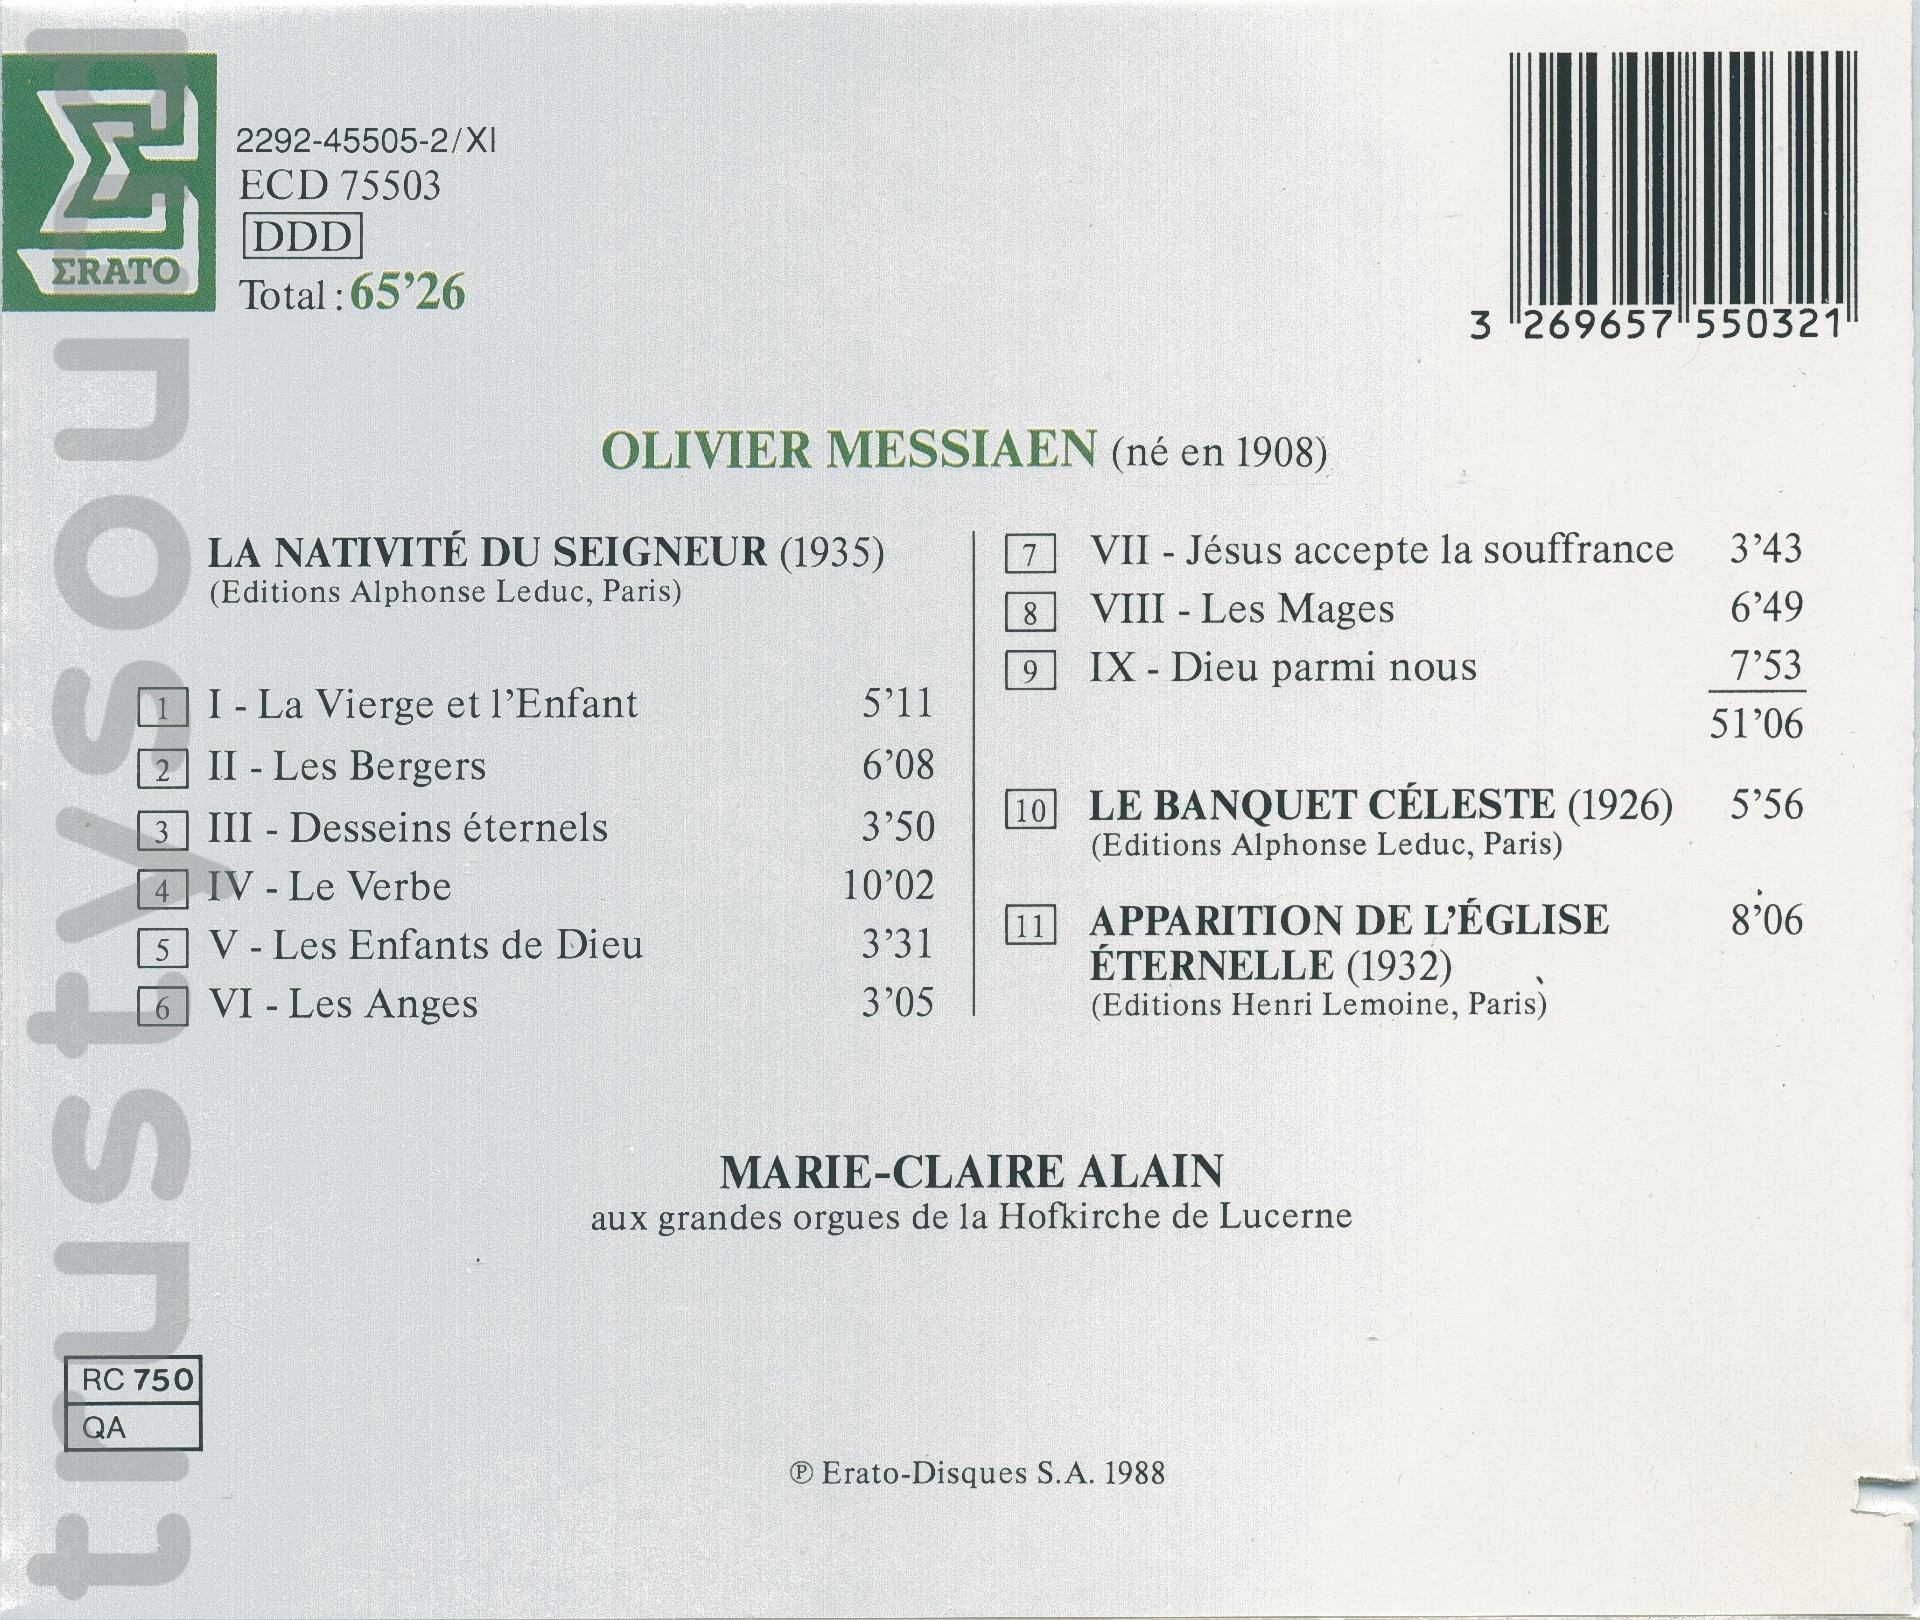 ΣRATO
2292-45505-2/XI
ECD 75503
DDD
Total : 65’26
3 269657 550321
OLIVIER MESSIAEN (né en 1908)
LA NATIVITÉ DU SEIGNEUR (1935)
(Editions Alphonse Leduc, Paris)
1 I - La Vierge et l’Enfant 5’11
2 II - Les Bergers 6’08
3 III - Desseins éternels 3’50
4 IV - Le Verbe 10’02
5 V - Les Enfants de Dieu 3’31
6 VI - Les Anges 3’05
7 VII - Jésus accepte la souffrance 3’43
8 VIII - Les Mages 6’49
9 IX - Dieu parmi nous 7’53
51’06
10 LE BANQUET CÉLESTE (1926) 5’56
(Editions Alphonse Leduc, Paris)
11 APPARITION DE L’ÉGLISE 8’06
ÉTERNELLE (1932)
(Editions Henri Lemoine, Paris)
MARIE-CLAIRE ALAIN
aux grandes orgues de la Hofkirche de Lucerne
RC 750
QA
℗ Erato-Disques S.A. 1988